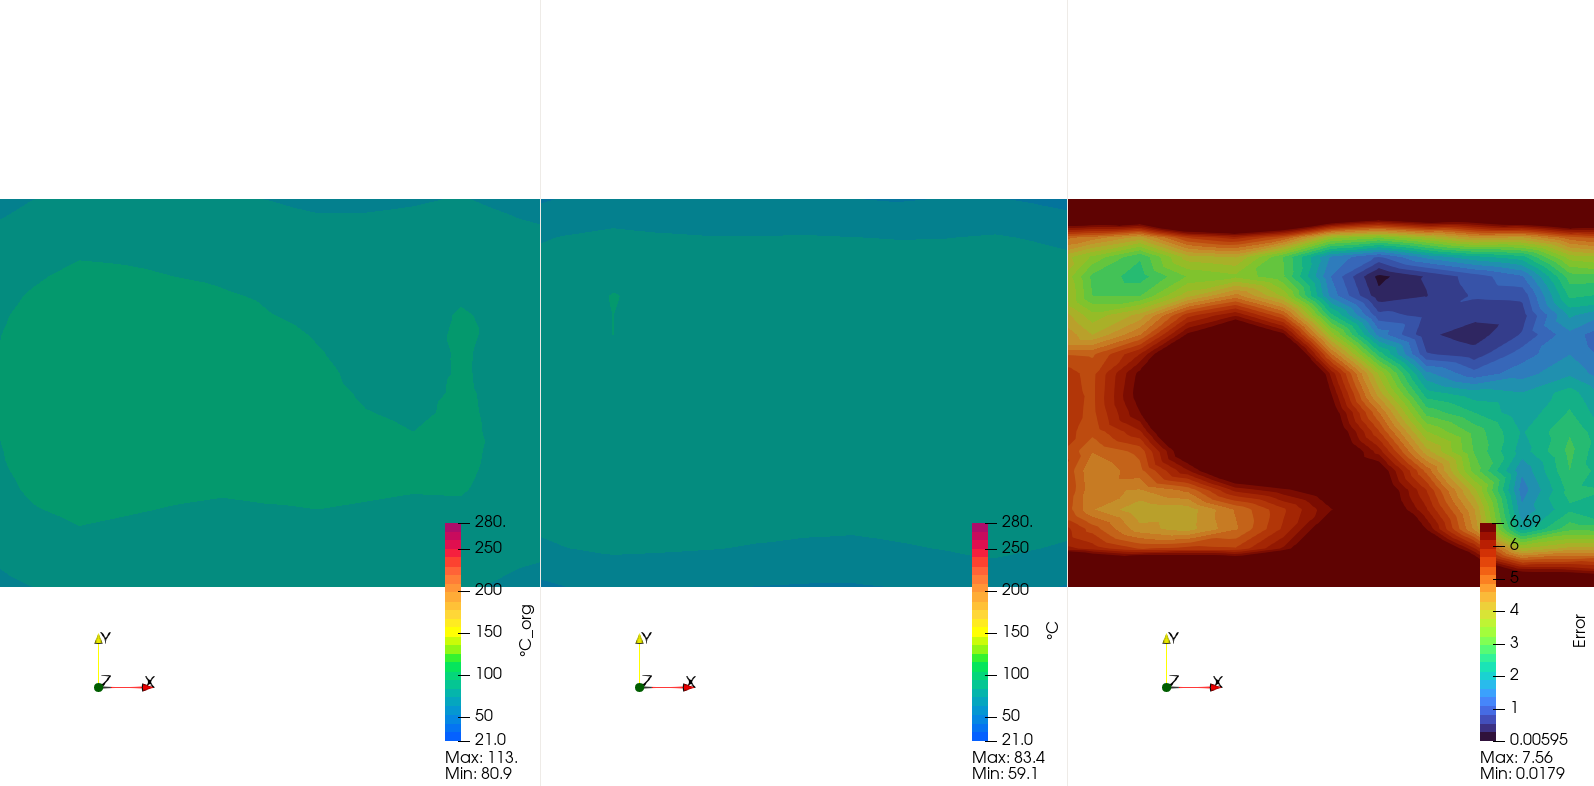 280.
250
200
150
100
50
21.0
°C_org
Max: 113.
Min: 80.9
Y
Z
X
280.
250
200
150
100
50
21.0
°C
Max: 83.4
Min: 59.1
Y
Z
X
6.69
6
5
4
3
2
1
0.00595
Error
Max: 7.56
Min: 0.0179
Y
Z
X